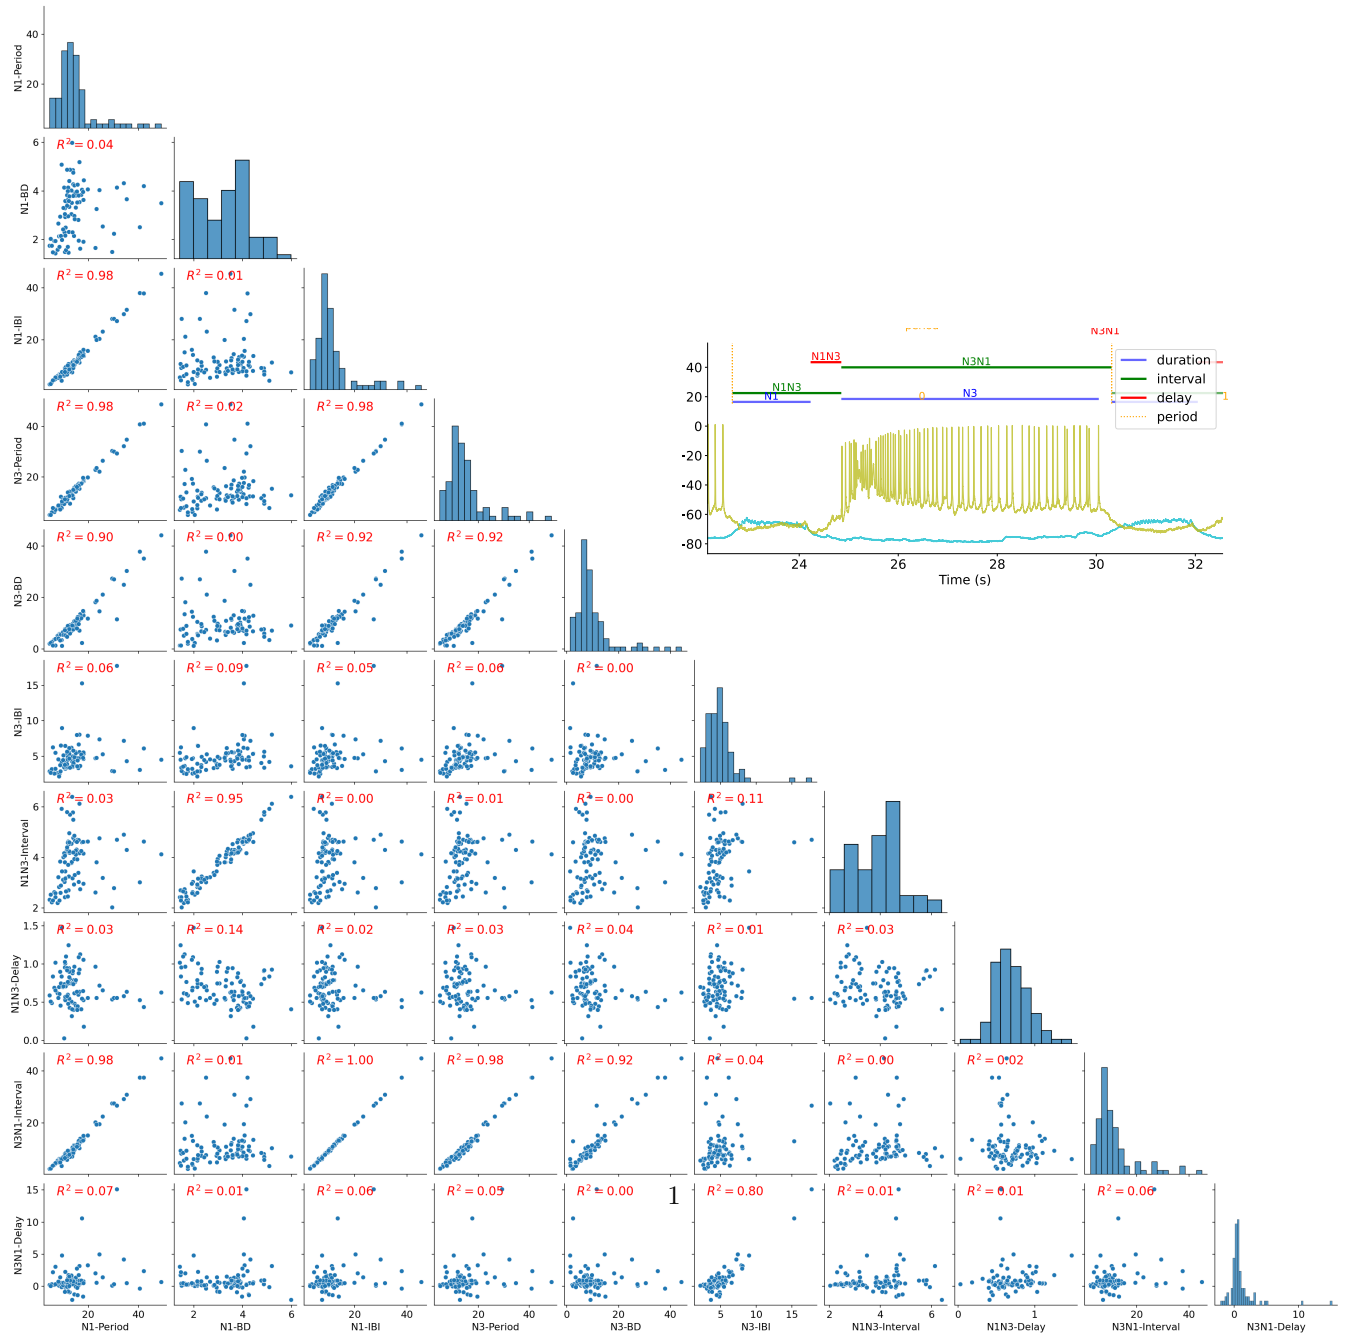 N1-Period
40
20
N1-BD
6
4
2
R² = 0.04
N1-IBI
40
20
R² = 0.98
R² = 0.01
N3-Period
40
20
R² = 0.98
R² = 0.02
R² = 0.98
N3-BD
40
20
0
R² = 0.90
R² = 0.00
R² = 0.92
R² = 0.92
N3N1
N1N3
N3N1
N1N3
N1
0
N3
1
duration
interval
delay
period
40
20
0
-20
-40
-60
-80
24
26
28
30
32
Time (s)
N3-IBI
15
10
5
R² = 0.06
R² = 0.09
R² = 0.05
R² = 0.06
R² = 0.00
N1N3-Interval
6
4
2
R² = 0.03
R² = 0.95
R² = 0.00
R² = 0.01
R² = 0.00
R² = 0.11
N1N3-Delay
1.5
1.0
0.5
0.0
R² = 0.03
R² = 0.14
R² = 0.02
R² = 0.03
R² = 0.04
R² = 0.01
R² = 0.03
N3N1-Interval
40
20
R² = 0.98
R² = 0.01
R² = 1.00
R² = 0.98
R² = 0.92
R² = 0.04
R² = 0.00
R² = 0.02
N3N1-Delay
15
10
5
0
R² = 0.07
R² = 0.01
R² = 0.06
R² = 0.05
R² = 0.00
1
R² = 0.80
R² = 0.01
R² = 0.01
R² = 0.06
20 40
2 4 6
20 40
20 40
0 20 40
5 10 15
2 4 6
0 1
20 40
0 10
N1-Period
N1-BD
N1-IBI
N3-Period
N3-BD
N3-IBI
N1N3-Interval
N1N3-Delay
N3N1-Interval
N3N1-Delay